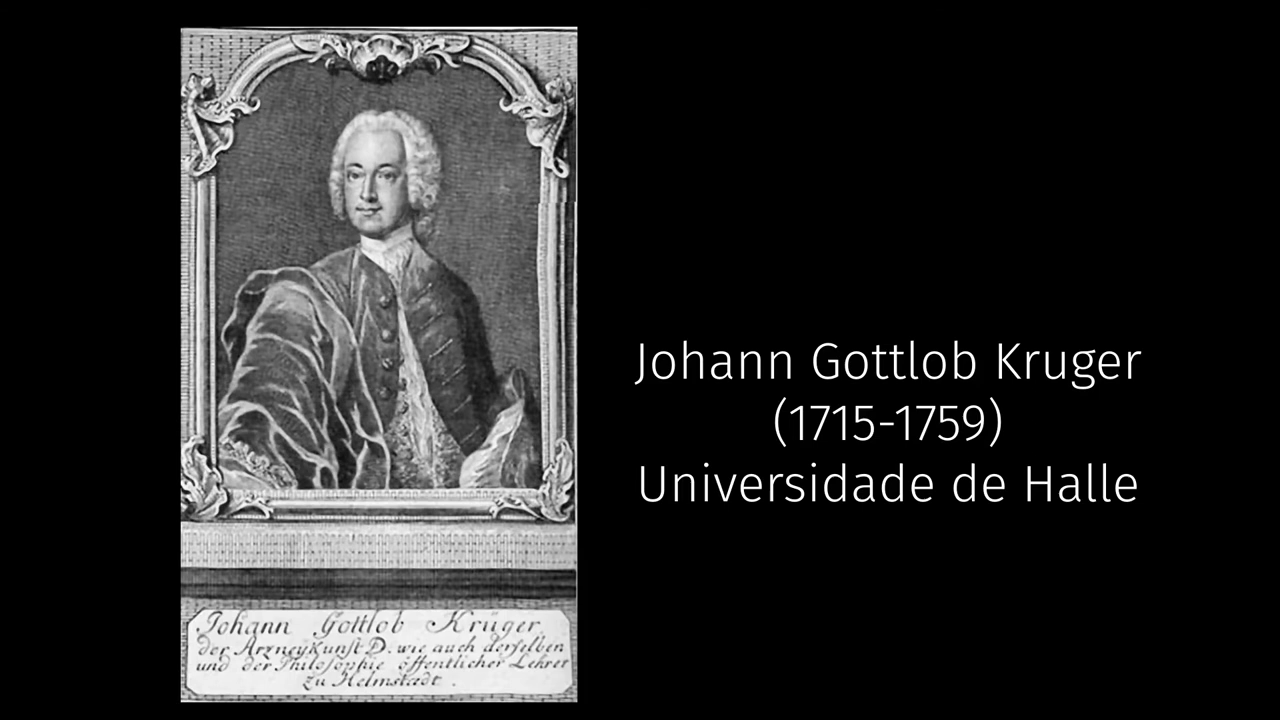 Johann Gottlob Kruger
(1715-1759)
Universidade de Halle
Johann Gottlob Krüger,
der Arzneykunst D. wie auch derselben
und der Philosophie öffentlicher Lehrer
zu Helmstädt.